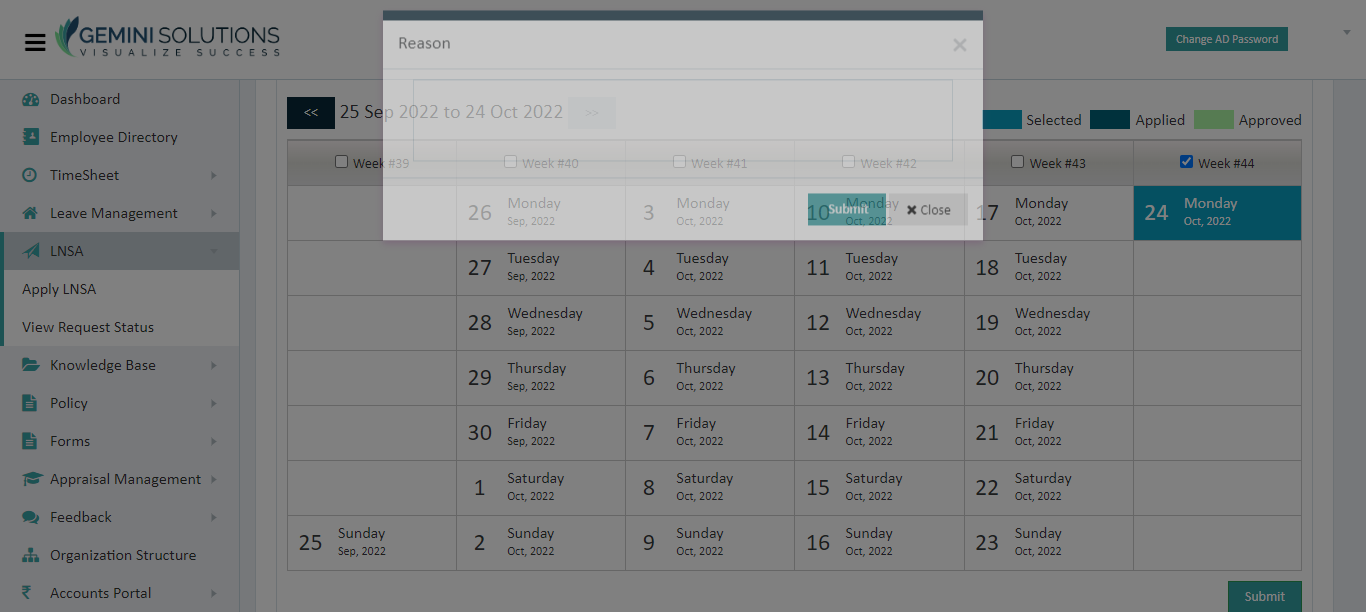 GEMINI SOLUTIONS
VISUALIZE SUCCESS
Reason
×
Change AD Password
Dashboard
Employee Directory
TimeSheet
Leave Management
LNSA
Apply LNSA
View Request Status
Knowledge Base
Policy
Forms
Appraisal Management
Feedback
Organization Structure
₹ Accounts Portal
<< 25 Sep 2022 to 24 Oct 2022 >>
Selected Applied Approved
Week #39 Week #40 Week #41 Week #42 Week #43 Week #44
26 Monday 3 Monday 10 Monday 17 Monday 24 Monday
Sep, 2022 Oct, 2022 Oct, 2022 Oct, 2022 Oct, 2022
Submit ✖ Close
27 Tuesday 4 Tuesday 11 Tuesday 18 Tuesday
Sep, 2022 Oct, 2022 Oct, 2022 Oct, 2022
28 Wednesday 5 Wednesday 12 Wednesday 19 Wednesday
Sep, 2022 Oct, 2022 Oct, 2022 Oct, 2022
29 Thursday 6 Thursday 13 Thursday 20 Thursday
Sep, 2022 Oct, 2022 Oct, 2022 Oct, 2022
30 Friday 7 Friday 14 Friday 21 Friday
Sep, 2022 Oct, 2022 Oct, 2022 Oct, 2022
1 Saturday 8 Saturday 15 Saturday 22 Saturday
Oct, 2022 Oct, 2022 Oct, 2022 Oct, 2022
25 Sunday 2 Sunday 9 Sunday 16 Sunday 23 Sunday
Sep, 2022 Oct, 2022 Oct, 2022 Oct, 2022 Oct, 2022
Submit